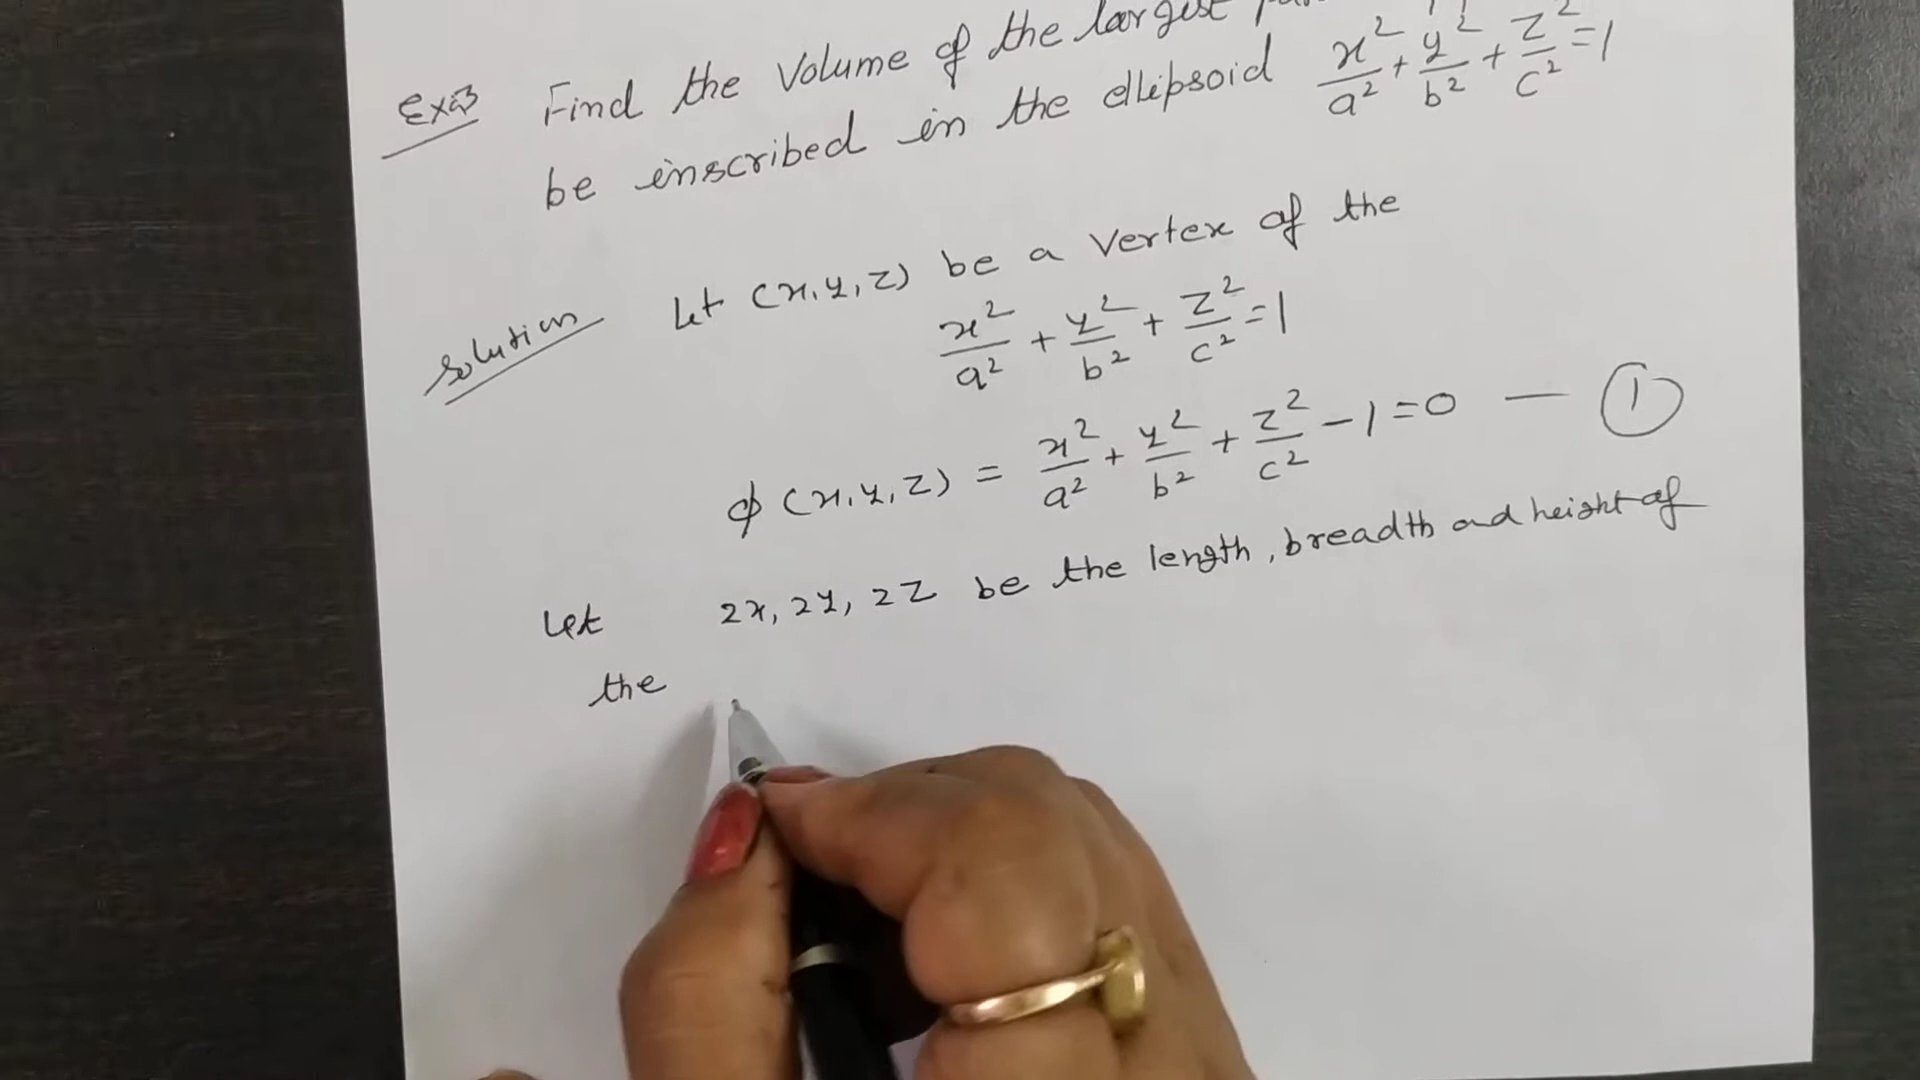 Ex:3 Find the Volume of the largest
be inscribed in the ellipsoid x²/a² + y²/b² + z²/c² = 1
Solution Let (x, y, z) be a vertex of the
x²/a² + y²/b² + z²/c² = 1
ϕ (x, y, z) = x²/a² + y²/b² + z²/c² - 1 = 0 — ①
Let 2x, 2y, 2z be the length, breadth and height of
the